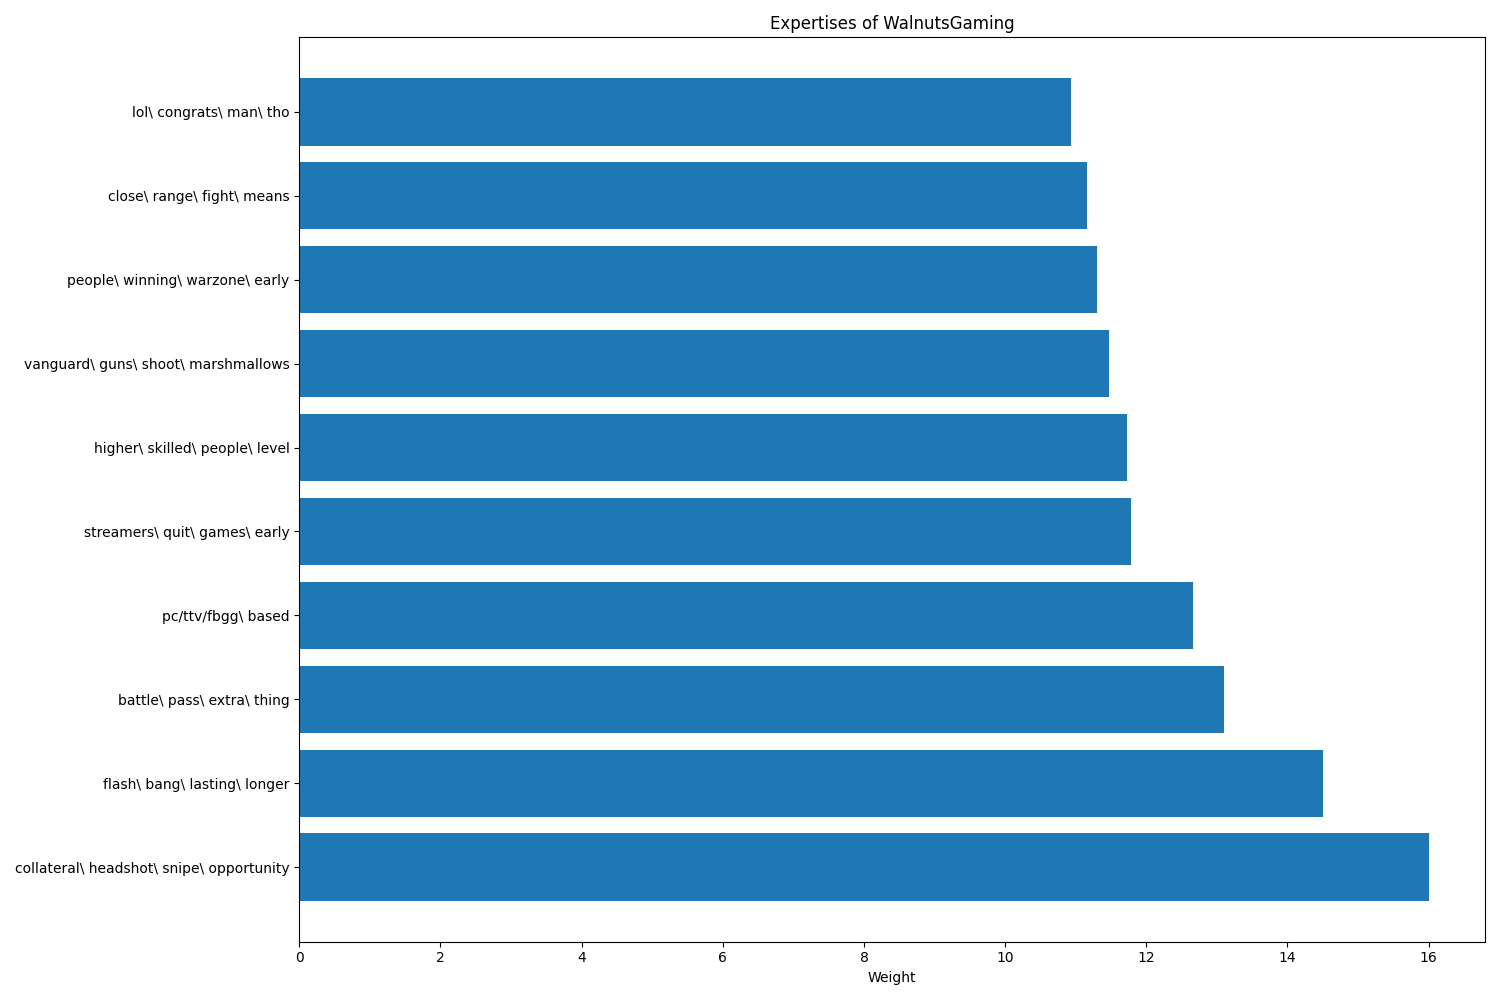 Expertises of WalnutsGaming
lol\ congrats\ man\ tho
close\ range\ fight\ means
people\ winning\ warzone\ early
vanguard\ guns\ shoot\ marshmallows
higher\ skilled\ people\ level
streamers\ quit\ games\ early
pc/ttv/fbgg\ based
battle\ pass\ extra\ thing
flash\ bang\ lasting\ longer
collateral\ headshot\ snipe\ opportunity
0 2 4 6 8 10 12 14 16
Weight